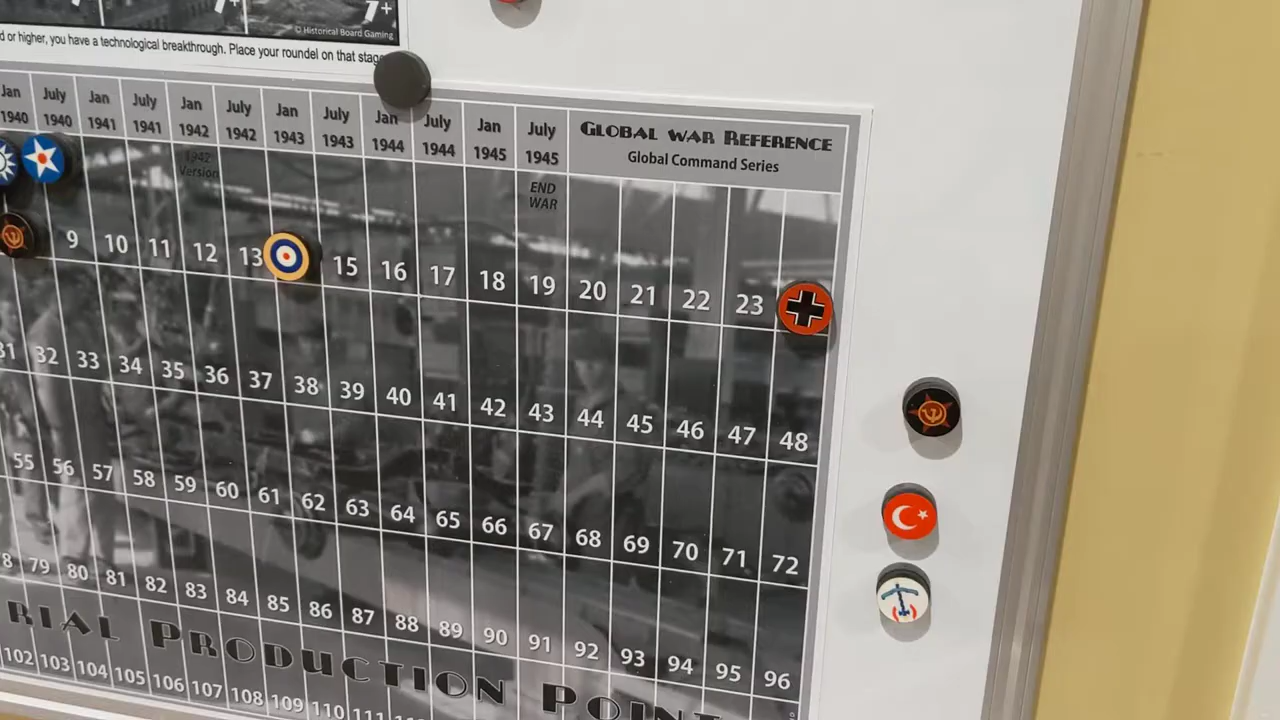 7+
7+
© Historical Board Gaming
d or higher, you have a technological breakthrough. Place your roundel on that stag
Jan July Jan July Jan July Jan July Jan July Jan July
1940 1940 1941 1941 1942 1942 1943 1943 1944 1944 1945 1945
GLOBAL WAR REFERENCE
Global Command Series
1942
Version
END
WAR
9 10 11 12 13 15 16 17 18 19 20 21 22 23
31 32 33 34 35 36 37 38 39 40 41 42 43 44 45 46 47 48
55 56 57 58 59 60 61 62 63 64 65 66 67 68 69 70 71 72
78 79 80 81 82 83 84 85 86 87 88 89 90 91 92 93 94 95 96
RIAL PRODUCTION POINT
102 103 104 105 106 107 108 109 110 111